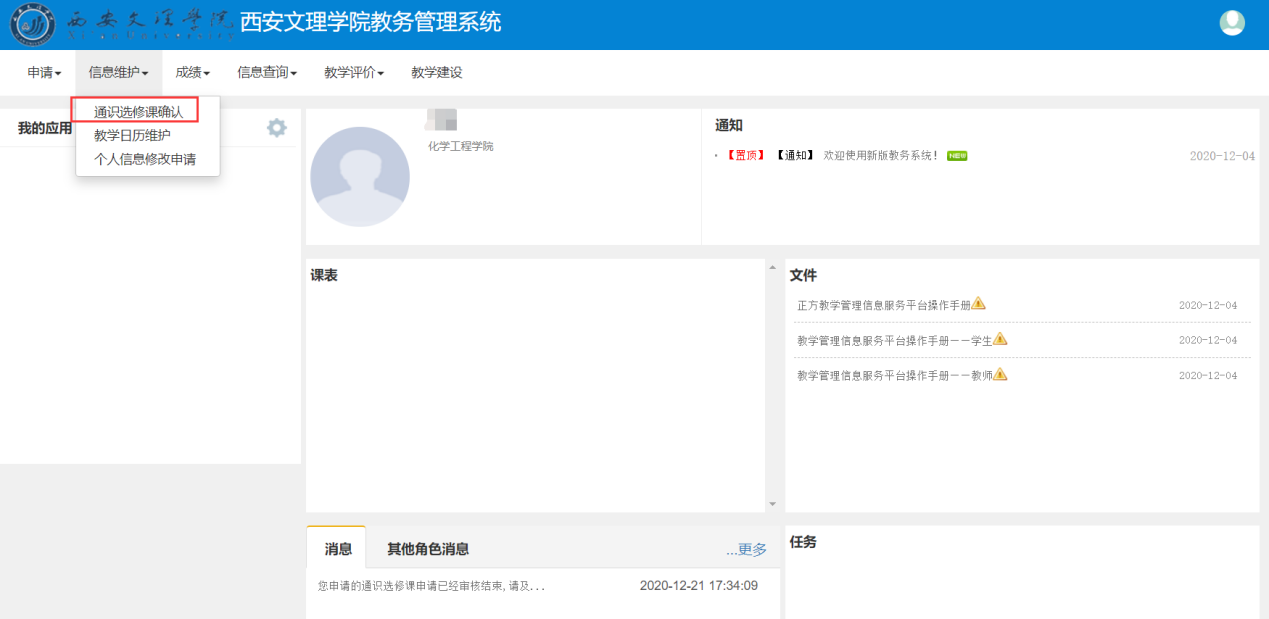 西安文理学院
西安文理学院教务管理系统
申请 信息维护 成绩 信息查询 教学评价 教学建设
通识选修课确认
教学日历维护
个人信息修改申请
我的应用
化学工程学院
通知
·【置顶】【通知】 欢迎使用新版教务系统! NEW 2020-12-04
课表
文件
正方教学管理信息服务平台操作手册 2020-12-04
教学管理信息服务平台操作手册——学生 2020-12-04
教学管理信息服务平台操作手册——教师 2020-12-04
消息 其他角色消息 ...更多
您申请的通识选修课申请已经审核结束,请及... 2020-12-21 17:34:09
任务